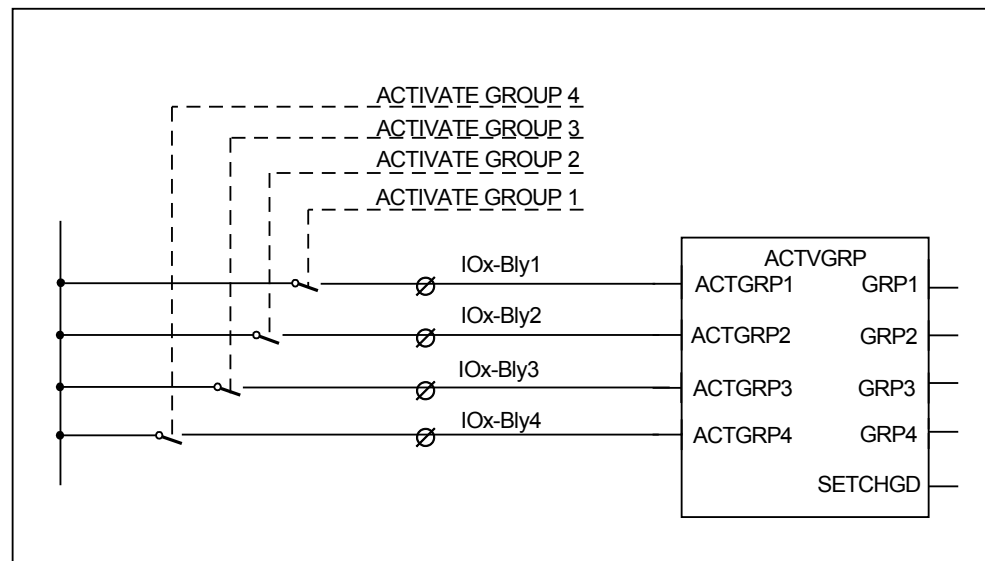 ACTIVATE GROUP 4
ACTIVATE GROUP 3
ACTIVATE GROUP 2
ACTIVATE GROUP 1
IOx-Bly1
IOx-Bly2
IOx-Bly3
IOx-Bly4
ACTVGRP
ACTGRP1 GRP1
ACTGRP2 GRP2
ACTGRP3 GRP3
ACTGRP4 GRP4
SETCHGD